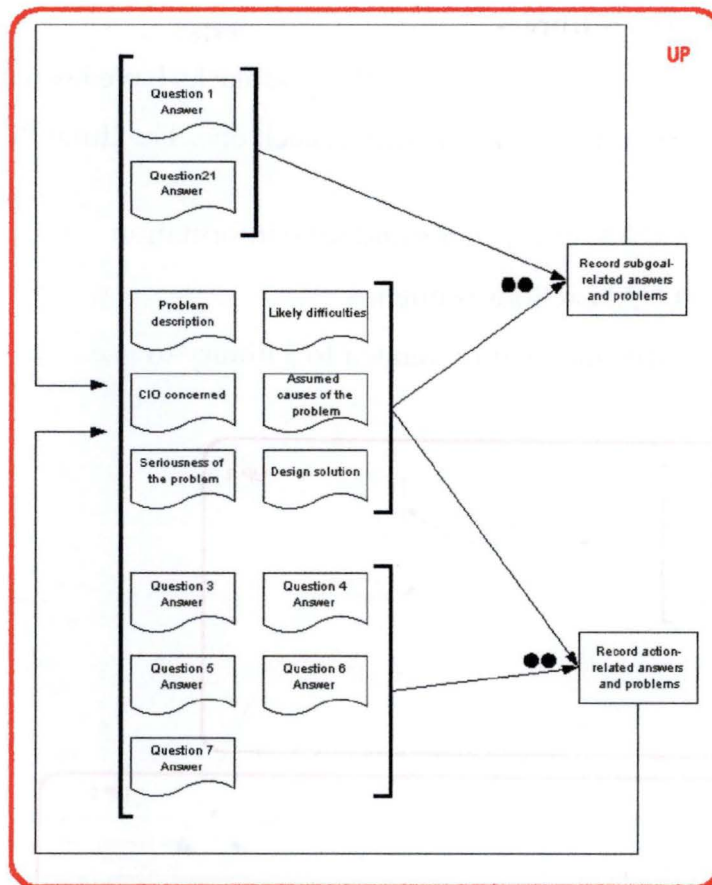 UP
Question 1
Answer
Question21
Answer
Record subgoal-
related answers
and problems
Problem
description
Likely difficulties
CIO concerned
Assumed
causes of the
problem
Seriousness of
the problem
Design solution
Question 3
Answer
Question 4
Answer
Question 5
Answer
Question 6
Answer
Record action-
related answers
and problems
Question 7
Answer